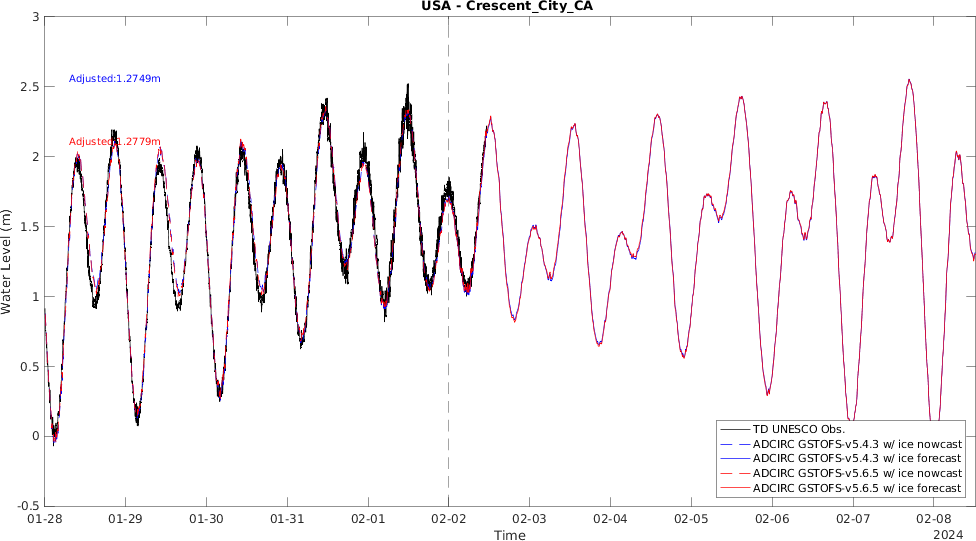 USA - Crescent_City_CA
3
2.5
2
1.5
1
0.5
0
-0.5
Water Level (m)
Adjusted:1.2749m
Adjusted:1.2779m
TD UNESCO Obs.
ADCIRC GSTOFS-v5.4.3 w/ ice nowcast
ADCIRC GSTOFS-v5.4.3 w/ ice forecast
ADCIRC GSTOFS-v5.6.5 w/ ice nowcast
ADCIRC GSTOFS-v5.6.5 w/ ice forecast
01-28 01-29 01-30 01-31 02-01 02-02 02-03 02-04 02-05 02-06 02-07 02-08
Time
2024